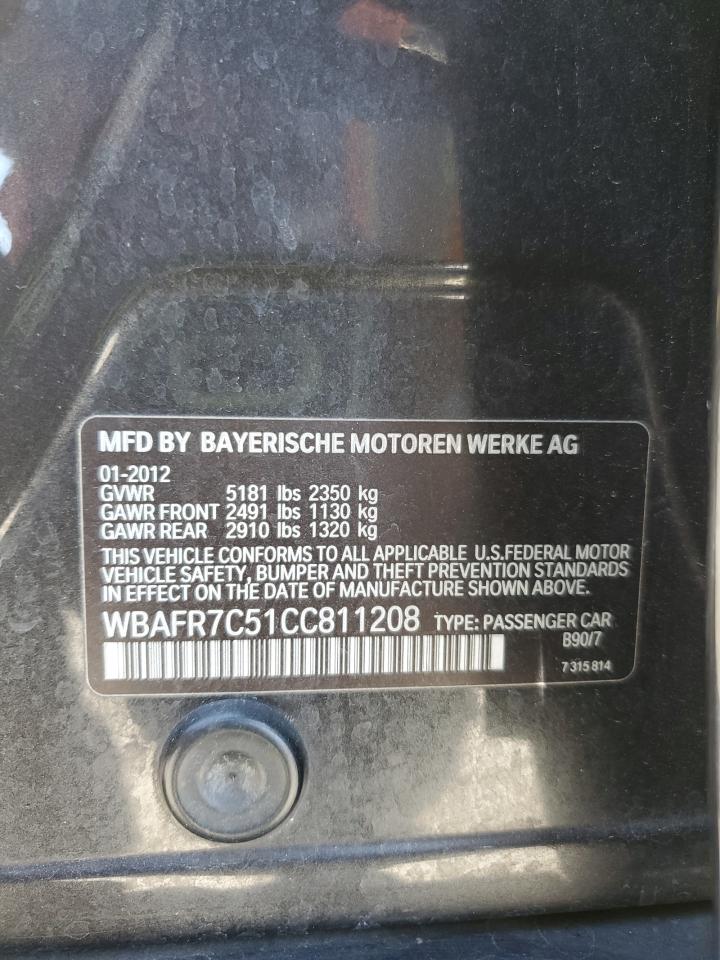 MFD BY BAYERISCHE MOTOREN WERKE AG
01-2012
GVWR 5181 lbs 2350 kg
GAWR FRONT 2491 lbs 1130 kg
GAWR REAR 2910 lbs 1320 kg
THIS VEHICLE CONFORMS TO ALL APPLICABLE U.S.FEDERAL MOTOR
VEHICLE SAFETY, BUMPER AND THEFT PREVENTION STANDARDS
IN EFFECT ON THE DATE OF MANUFACTURE SHOWN ABOVE.
WBAFR7C51CC811208 TYPE: PASSENGER CAR
B90/7
7 315 814